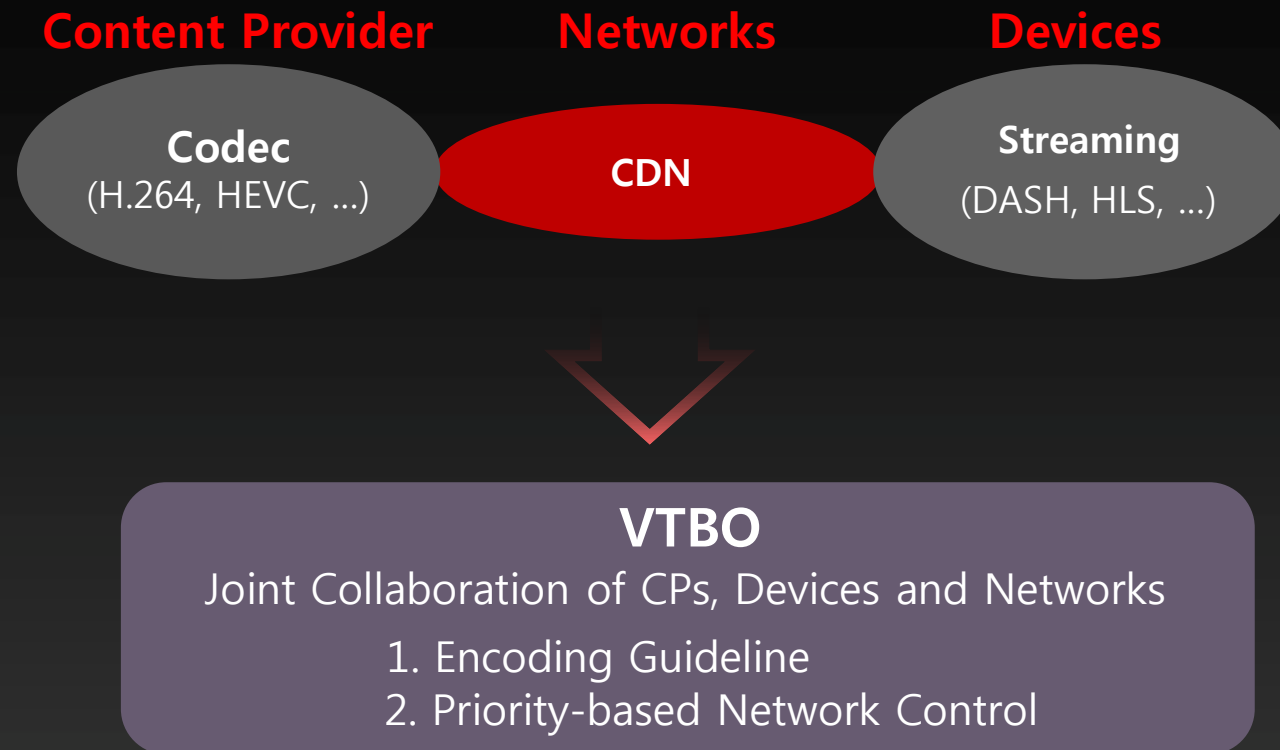 Content Provider
Networks
Devices
Codec
(H.264, HEVC, ...)
CDN
Streaming
(DASH, HLS, ...)
VTBO
Joint Collaboration of CPs, Devices and Networks
1. Encoding Guideline
2. Priority-based Network Control